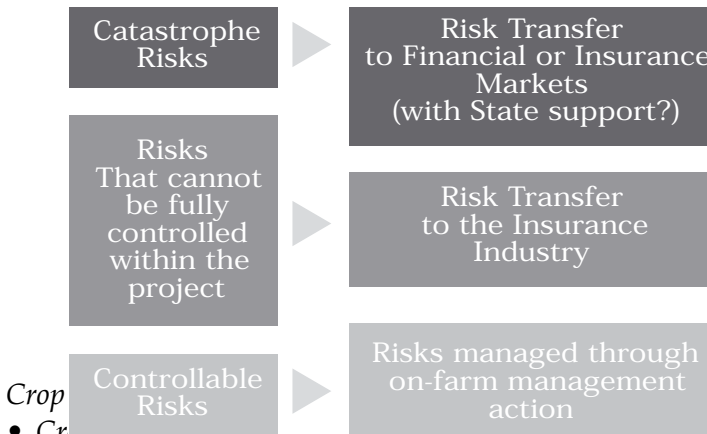 Catastrophe
Risks
Risk Transfer
to Financial or Insurance
Markets
(with State support?)
Risks
That cannot
be fully
controlled
within the
project
Risk Transfer
to the Insurance
Industry
Controllable
Risks
Risks managed through
on-farm management
action
Crop